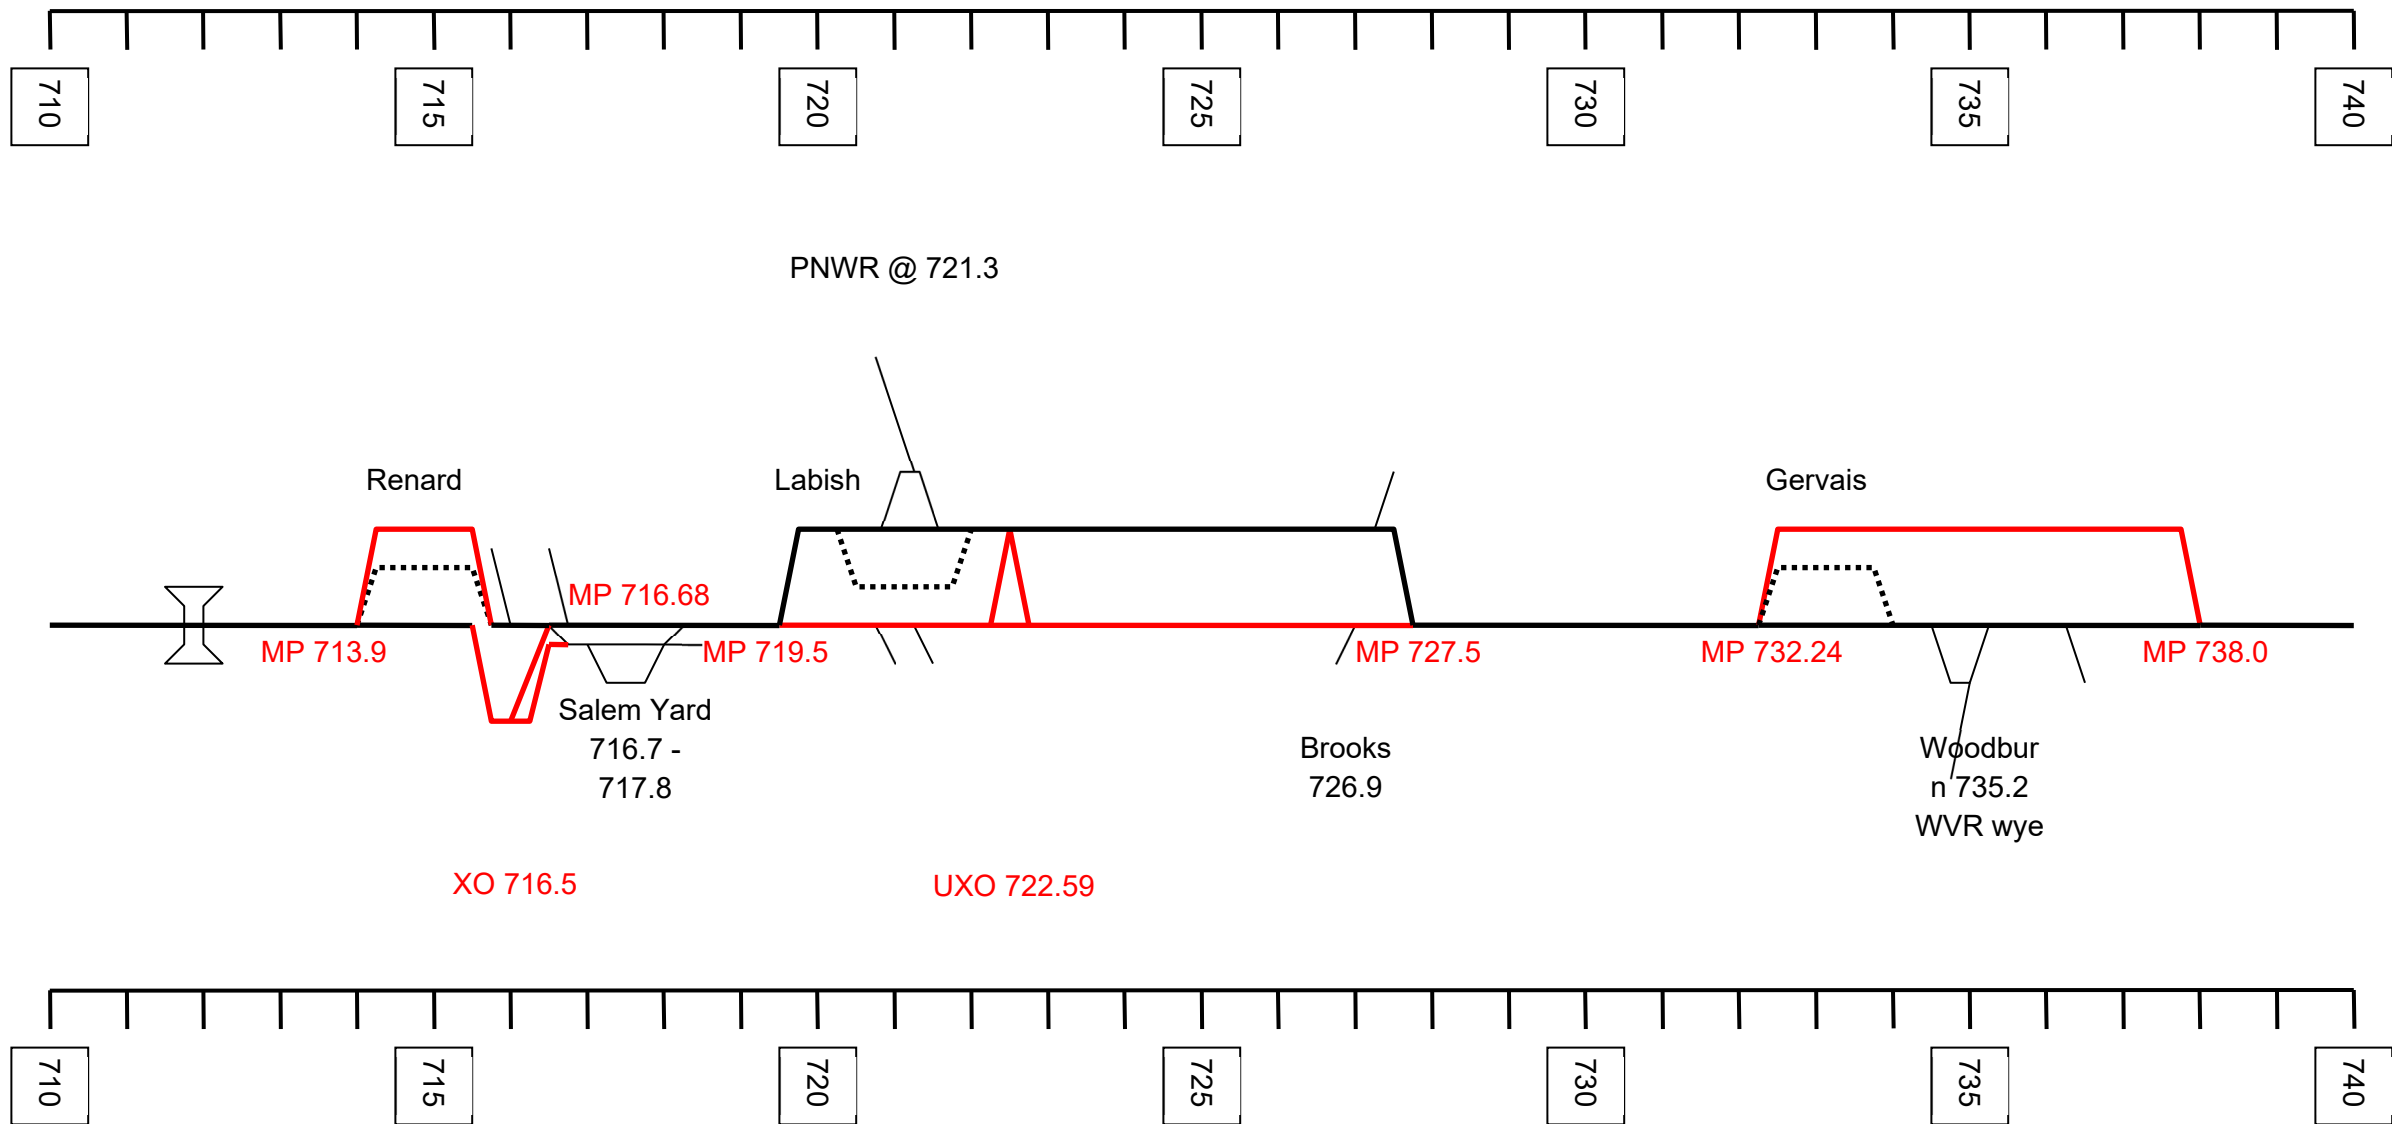 710
715
720
725
730
735
740
PNWR @ 721.3
Renard
Labish
Gervais
MP 716.68
MP 713.9
MP 719.5
MP 727.5
MP 732.24
MP 738.0
Salem Yard
716.7 -
717.8
Brooks
726.9
Woodbur
n 735.2
WVR wye
XO 716.5
UXO 722.59
710
715
720
725
730
735
740